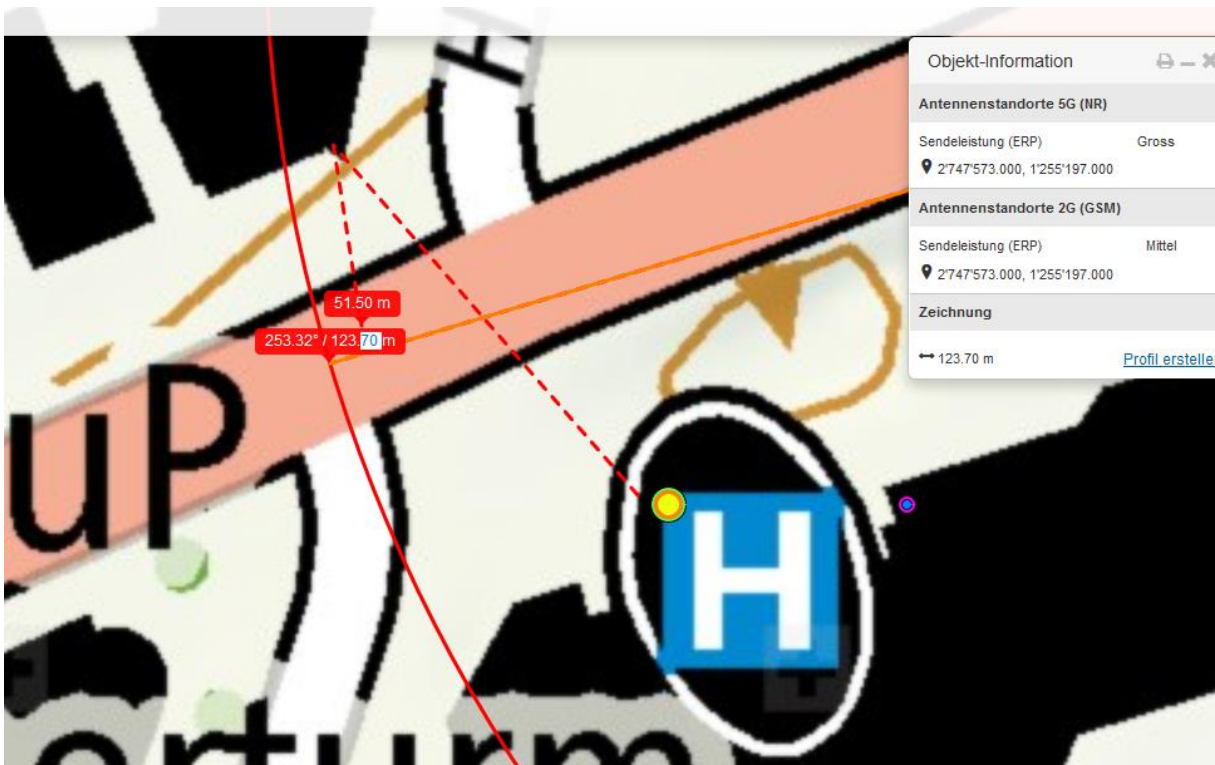 Objekt-Information
Antennenstandorte 5G (NR)
Sendeleistung (ERP) Gross
2'747'573.000, 1'255'197.000
Antennenstandorte 2G (GSM)
Sendeleistung (ERP) Mittel
2'747'573.000, 1'255'197.000
Zeichnung
123.70 m Profil erstelle
51.50 m
253.32° / 123.70 m
uP
H
orturm